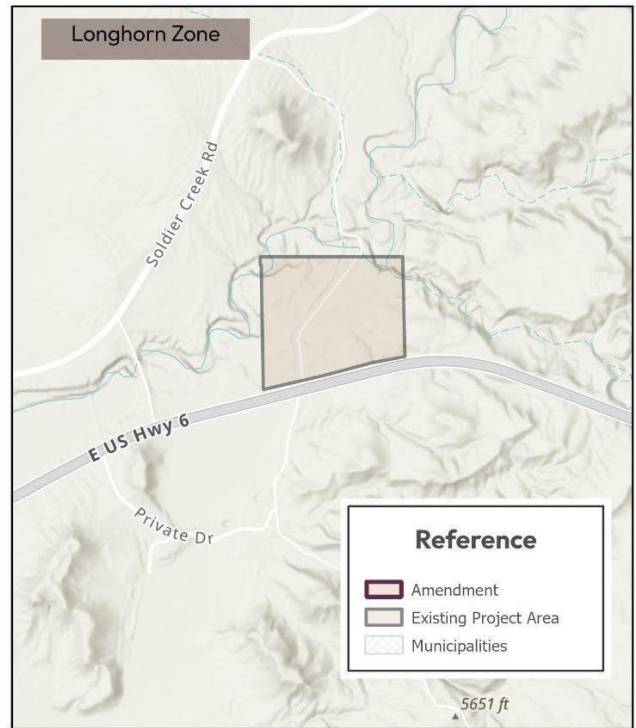 Longhorn Zone
Soldier Creek Rd
E US Hwy 6
Private Dr
Reference
Amendment
Existing Project Area
Municipalities
5651 ft